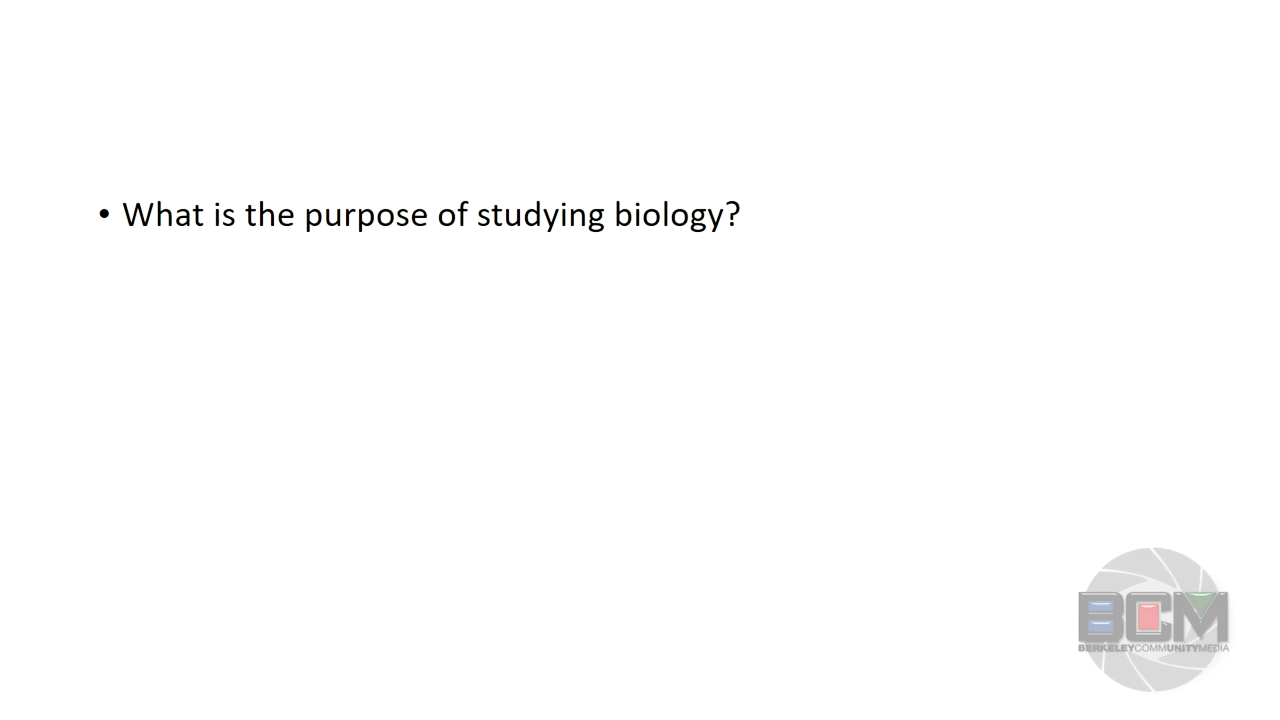 • What is the purpose of studying biology?
BCM
BERKELEYCOMMUNITYMEDIA